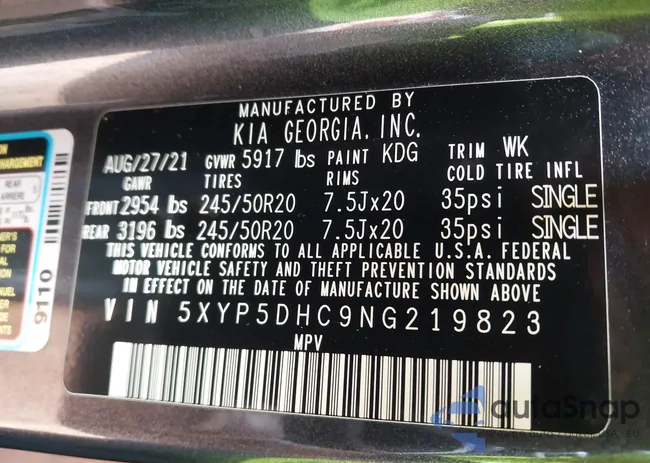 MANUFACTURED BY
KIA GEORGIA, INC.
AUG/27/21 GVWR 5917 lbs PAINT KDG TRIM WK
GAWR TIRES RIMS COLD TIRE INFL
FRONT 2954 lbs 245/50R20 7.5Jx20 35psi SINGLE
REAR 3196 lbs 245/50R20 7.5Jx20 35psi SINGLE
THIS VEHICLE CONFORMS TO ALL APPLICABLE U.S.A. FEDERAL
MOTOR VEHICLE SAFETY AND THEFT PREVENTION STANDARDS
IN EFFECT ON THE DATE OF MANUFACTURE SHOWN ABOVE
VIN 5XYP5DHC9NG219823
MPV
REAR
9110
autoSnap